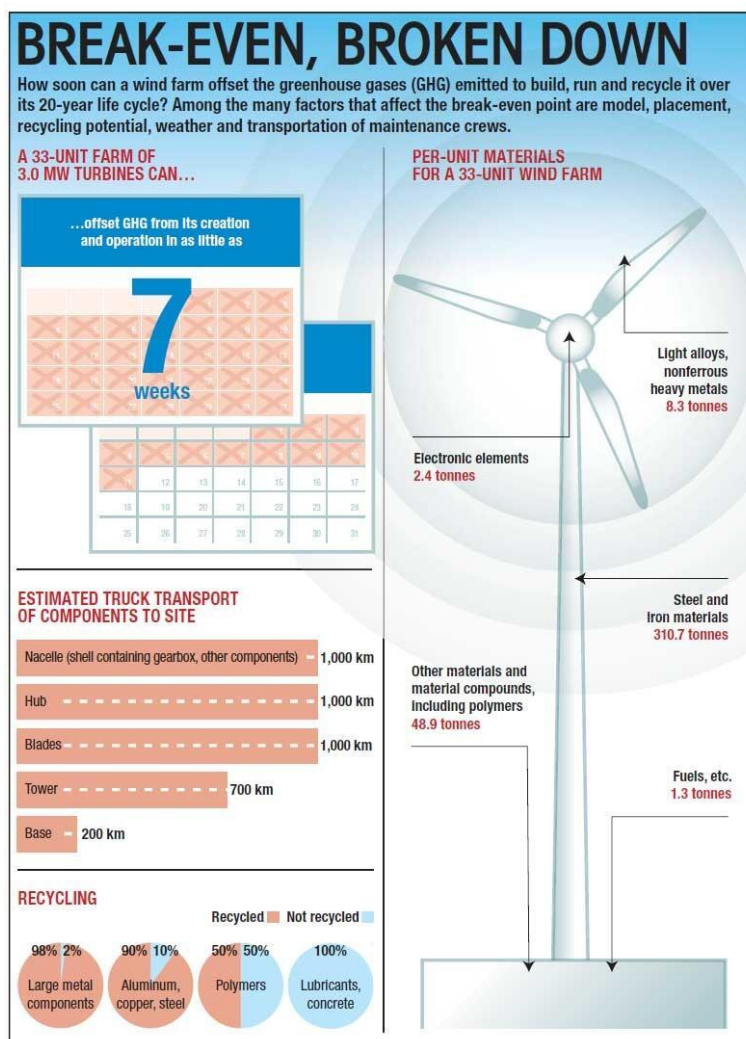 BREAK-EVEN, BROKEN DOWN
How soon can a wind farm offset the greenhouse gases (GHG) emitted to build, run and recycle it over
its 20-year life cycle? Among the many factors that affect the break-even point are model, placement,
recycling potential, weather and transportation of maintenance crews.
A 33-UNIT FARM OF
3.0 MW TURBINES CAN...
...offset GHG from its creation
and operation in as little as
7
weeks
12 13 14 15 16 17
18 19 20 21 22 23 24
25 26 27 28 29 30 31
ESTIMATED TRUCK TRANSPORT
OF COMPONENTS TO SITE
Nacelle (shell containing gearbox, other components) 1,000 km
Hub 1,000 km
Blades 1,000 km
Tower 700 km
Base 200 km
RECYCLING
Recycled Not recycled
98% 2%
Large metal
components
90% 10%
Aluminum,
copper, steel
50% 50%
Polymers
100%
Lubricants,
concrete
PER-UNIT MATERIALS
FOR A 33-UNIT WIND FARM
Light alloys,
nonferrous
heavy metals
8.3 tonnes
Electronic elements
2.4 tonnes
Steel and
iron materials
310.7 tonnes
Other materials and
material compounds,
including polymers
48.9 tonnes
Fuels, etc.
1.3 tonnes